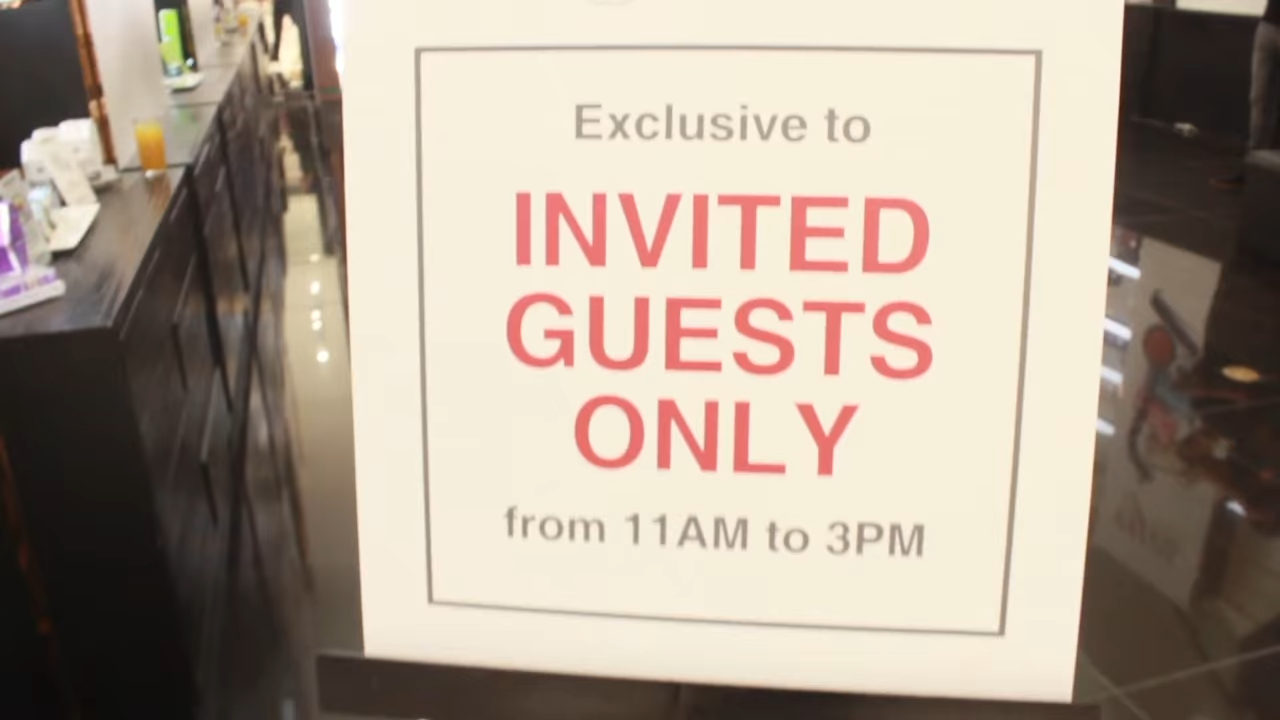 Exclusive to
INVITED
GUESTS
ONLY
from 11AM to 3PM